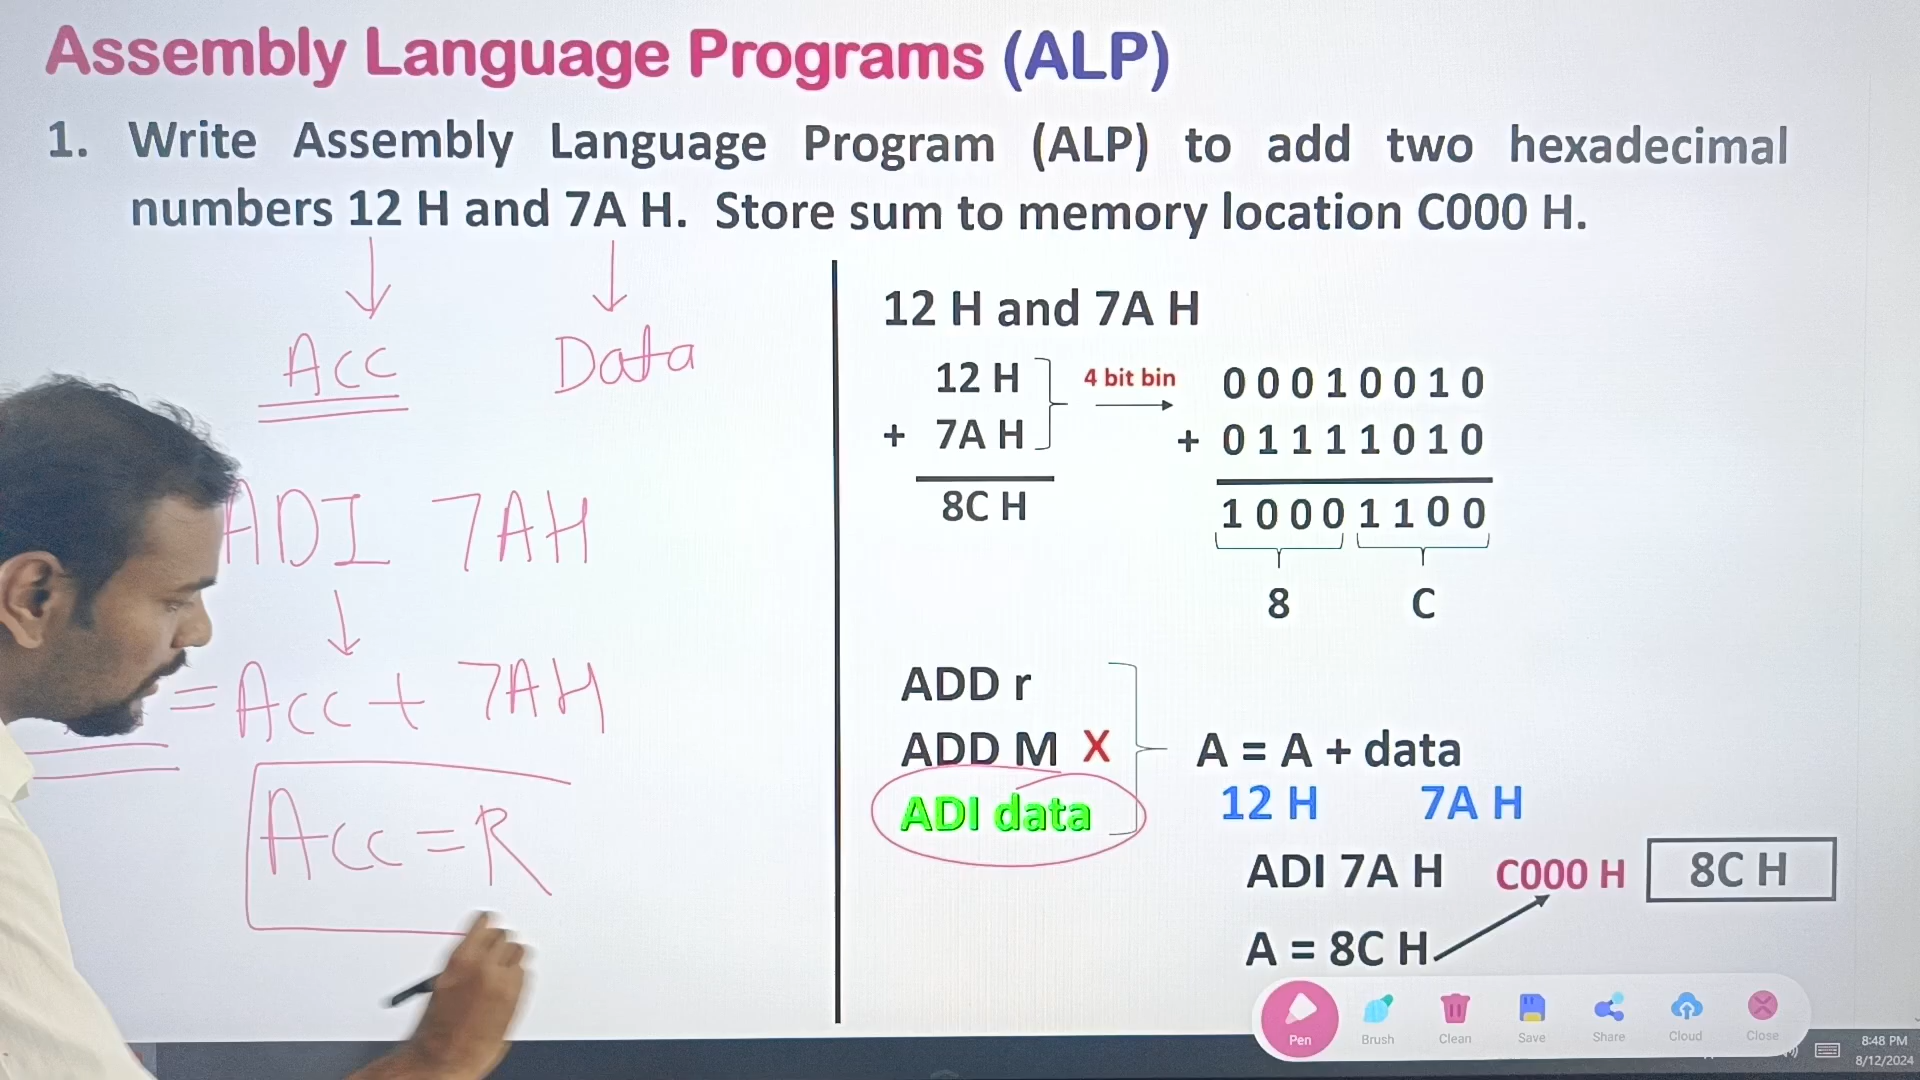 Assembly Language Programs (ALP)
1. Write Assembly Language Program (ALP) to add two hexadecimal
numbers 12 H and 7A H. Store sum to memory location C000 H.
Acc Data
ADI 7AH
= Acc + 7AH
Acc = R
12 H and 7A H
12 H
+ 7A H
8C H
4 bit bin
0 0 0 1 0 0 1 0
+ 0 1 1 1 1 0 1 0
1 0 0 0 1 1 0 0
8 C
ADD r
ADD M X
ADI data
A = A + data
12 H 7A H
ADI 7A H C000 H 8C H
A = 8C H
Pen Brush Clean Save Share Cloud Close
8:48 PM
8/12/2024